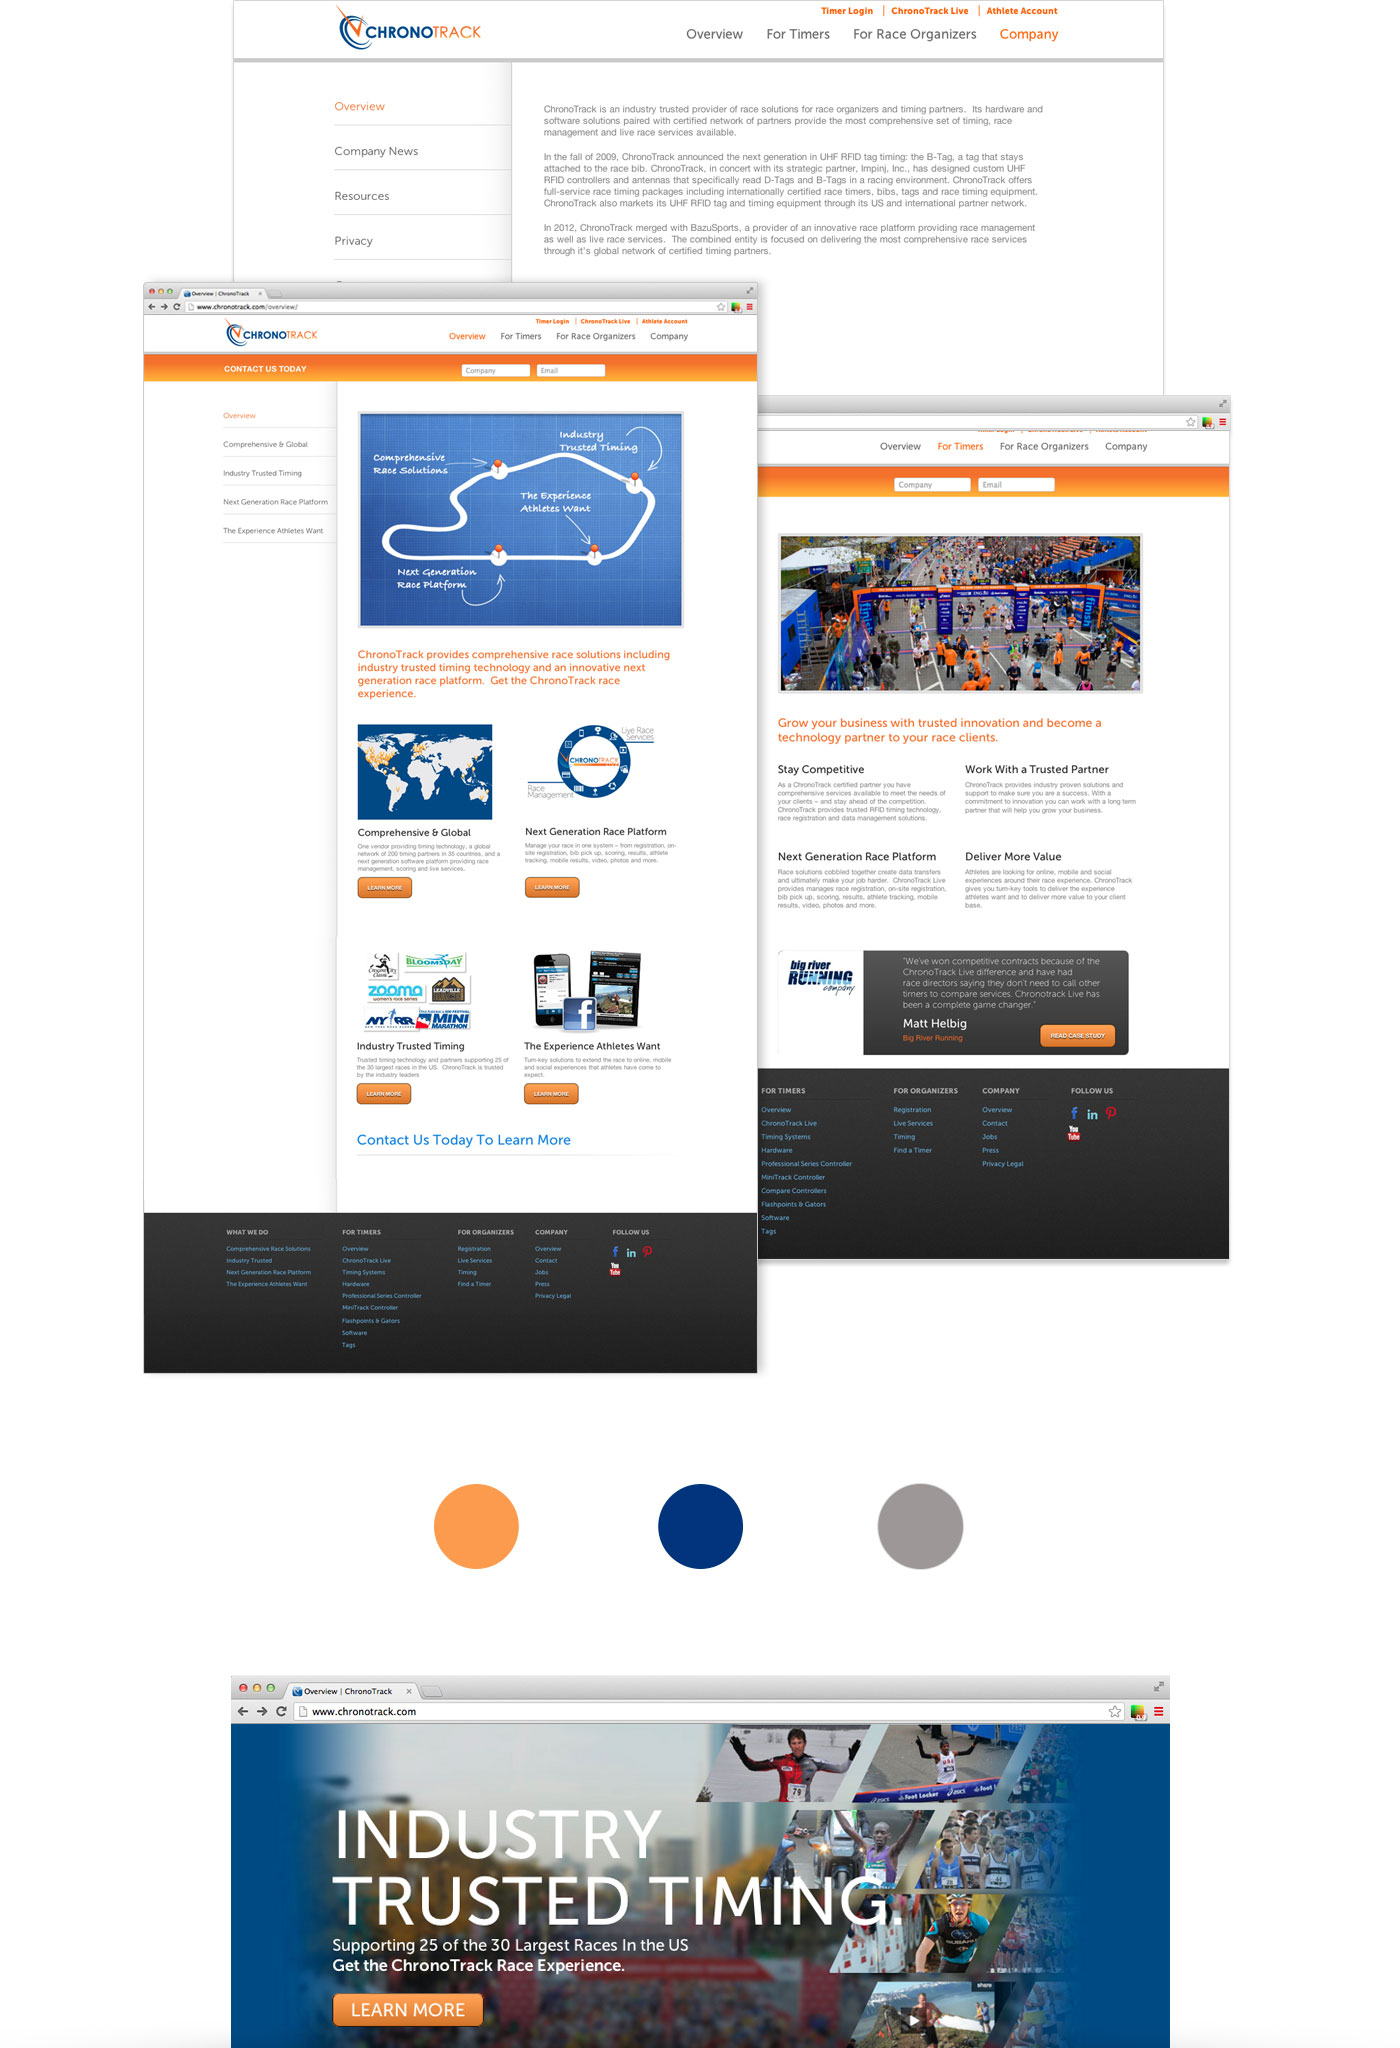 CHRONOTRACK
Timer Login
ChronoTrack Live
Athlete Account
Overview
For Timers
For Race Organizers
Company
Overview
Company News
Resources
Privacy
ChronoTrack is an industry trusted provider of race solutions for race organizers and timing partners.  Its hardware and
software solutions paired with certified network of partners provide the most comprehensive set of timing, race
management and live race services available.
In the fall of 2009, ChronoTrack announced the next generation in UHF RFID tag timing: the B-Tag, a tag that stays
attached to the race bib. ChronoTrack, in concert with its strategic partner, Impinj, Inc., has designed custom UHF
RFID controllers and antennas that specifically read D-Tags and B-Tags in a racing environment. ChronoTrack offers
full-service race timing packages including internationally certified race timers, bibs, tags and race timing equipment.
ChronoTrack also markets its UHF RFID tag and timing equipment through its US and international partner network.
In 2012, ChronoTrack merged with BazuSports, a provider of an innovative race platform providing race management
as well as live race services.  The combined entity is focused on delivering the most comprehensive race services
through it's global network of certified timing partners.
Overview | ChronoTrack
www.chronotrack.com/overview/
CHRONOTRACK
Timer Login
ChronoTrack Live
Athlete Account
Overview
For Timers
For Race Organizers
Company
CONTACT US TODAY
Company
Email
Overview
Comprehensive & Global
Industry Trusted Timing
Next Generation Race Platform
The Experience Athletes Want
Comprehensive
Race Solutions
Industry
Trusted Timing
The Experience
Athletes Want
Next Generation
Race Platform
ChronoTrack provides comprehensive race solutions including
industry trusted timing technology and an innovative next
generation race platform.  Get the ChronoTrack race
experience.
Live Race
Services
CHRONOTRACK
Race
Management
Comprehensive & Global
One vendor providing timing technology, a global
network of 200 timing partners in 35 countries, and a
next generation software platform providing race
management, scoring and live services.
LEARN MORE
Next Generation Race Platform
Manage your race in one system – from registration, on-
site registration, bib pick up, scoring, results, athlete
tracking, mobile results, video, photos and more.
LEARN MORE
Crescent City
Classic
BLOOMSDAY
ZOOMA
women's race series
LEADVILLE
NYRR
MINI
MARATHON
Industry Trusted Timing
Trusted timing technology and partners supporting 25 of
the 30 largest races in the US.  ChronoTrack is trusted
by the industry leaders
LEARN MORE
The Experience Athletes Want
Turn-key solutions to extend the race to online, mobile
and social experiences that athletes have come to
expect.
LEARN MORE
Contact Us Today To Learn More
WHAT WE DO
Comprehensive Race Solutions
Industry Trusted
Next Generation Race Platform
The Experience Athletes Want
FOR TIMERS
Overview
ChronoTrack Live
Timing Systems
Hardware
Professional Series Controller
MiniTrack Controller
Flashpoints & Gators
Software
Tags
FOR ORGANIZERS
Registration
Live Services
Timing
Find a Timer
COMPANY
Overview
Contact
Jobs
Press
Privacy Legal
FOLLOW US
You
Tube
Overview
For Timers
For Race Organizers
Company
Company
Email
finish
Grow your business with trusted innovation and become a
technology partner to your race clients.
Stay Competitive
As a ChronoTrack certified partner you have
comprehensive services available to meet the needs of
your clients – and stay ahead of the competition.
ChronoTrack provides trusted RFID timing technology,
race registration and data management solutions.
Work With a Trusted Partner
ChronoTrack provides industry proven solutions and
support to make sure you are a success. With a
commitment to innovation you can work with a long term
partner that will help you grow your business.
Next Generation Race Platform
Race solutions cobbled together create data transfers
and ultimately make your job harder.  ChronoTrack Live
provides manages race registration, on-site registration,
bib pick up, scoring, results, athlete tracking, mobile
results, video, photos and more.
Deliver More Value
Athletes are looking for online, mobile and social
experiences around their race experience. ChronoTrack
gives you turn-key tools to deliver the experience
athletes want and to deliver more value to your client
base.
big river
RUNNING
company
"We've won competitive contracts because of the
ChronoTrack Live difference and have had
race directors saying they don't need to call other
timers to compare services. Chronotrack Live has
been a complete game changer."
Matt Helbig
Big River Running
READ CASE STUDY
FOR TIMERS
Overview
ChronoTrack Live
Timing Systems
Hardware
Professional Series Controller
MiniTrack Controller
Compare Controllers
Flashpoints & Gators
Software
Tags
FOR ORGANIZERS
Registration
Live Services
Timing
Find a Timer
COMPANY
Overview
Contact
Jobs
Press
Privacy Legal
FOLLOW US
You
Tube
Overview | ChronoTrack
www.chronotrack.com
79
asics
Foot Locker
asics
Foot Lock
INDUSTRY
TRUSTED TIMING.
Supporting 25 of the 30 Largest Races In the US
Get the ChronoTrack Race Experience.
LEARN MORE
SUBARU
share